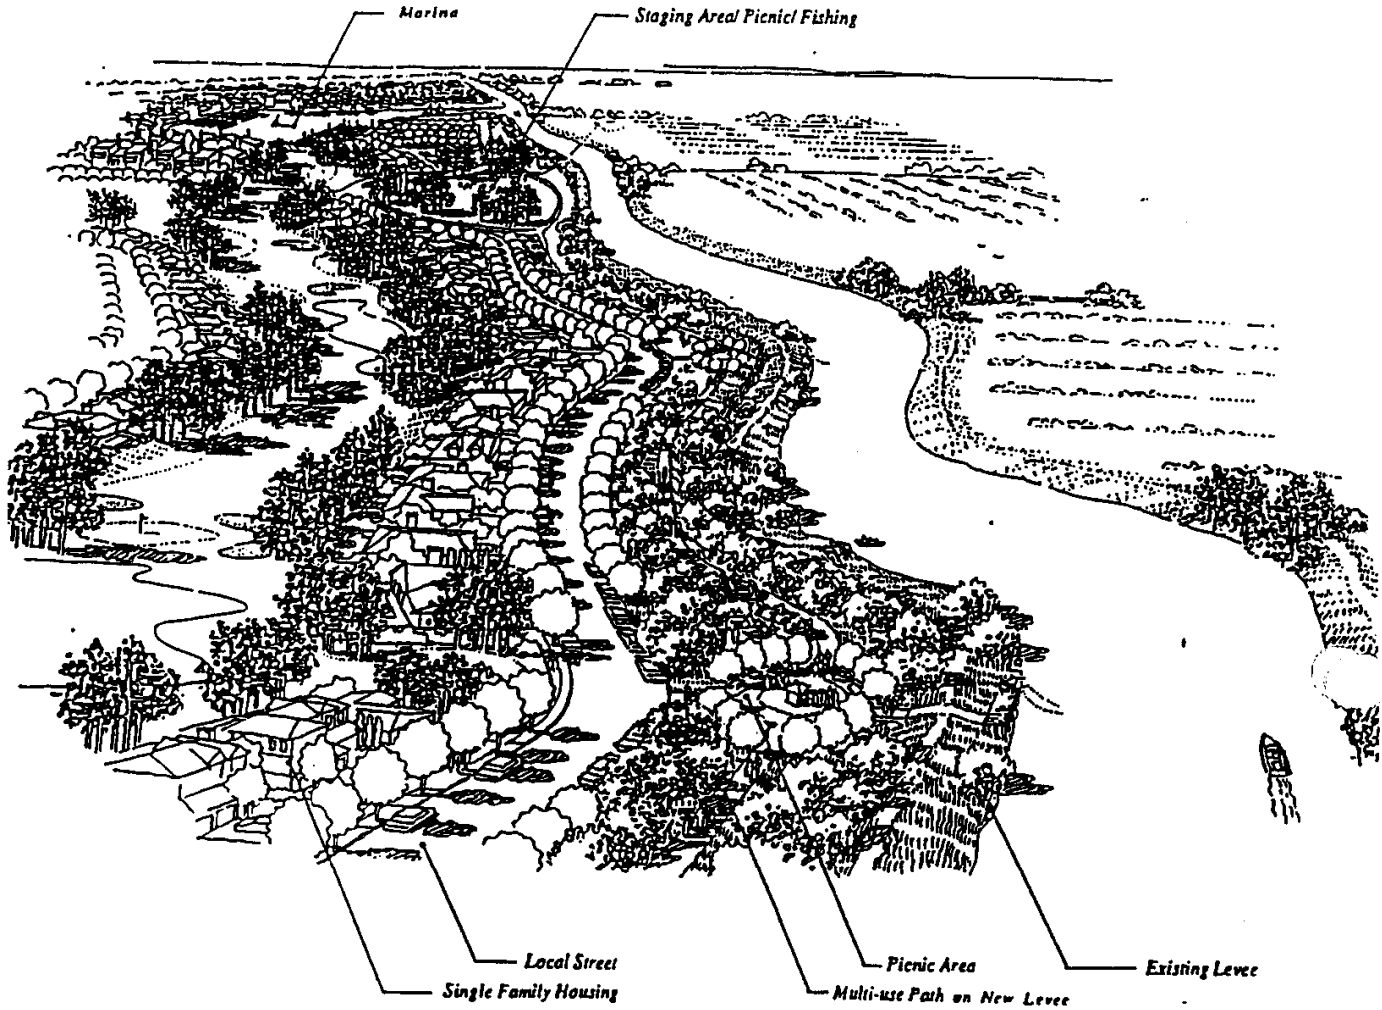 Marina
Staging Area/ Picnic/ Fishing
Local Street
Single Family Housing
Picnic Area
Multi-use Path on New Levee
Existing Levee